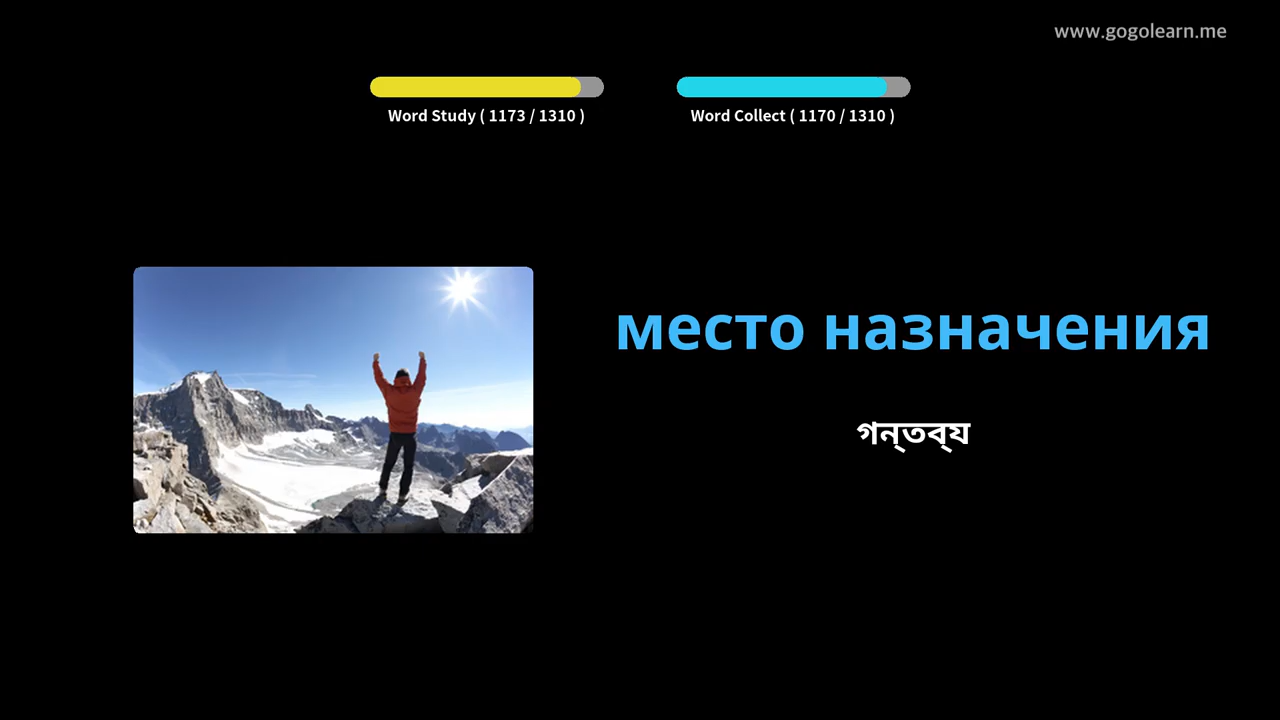 www.gogolearn.me
Word Study ( 1173 / 1310 )
Word Collect ( 1170 / 1310 )
место назначения
গন্তব্য